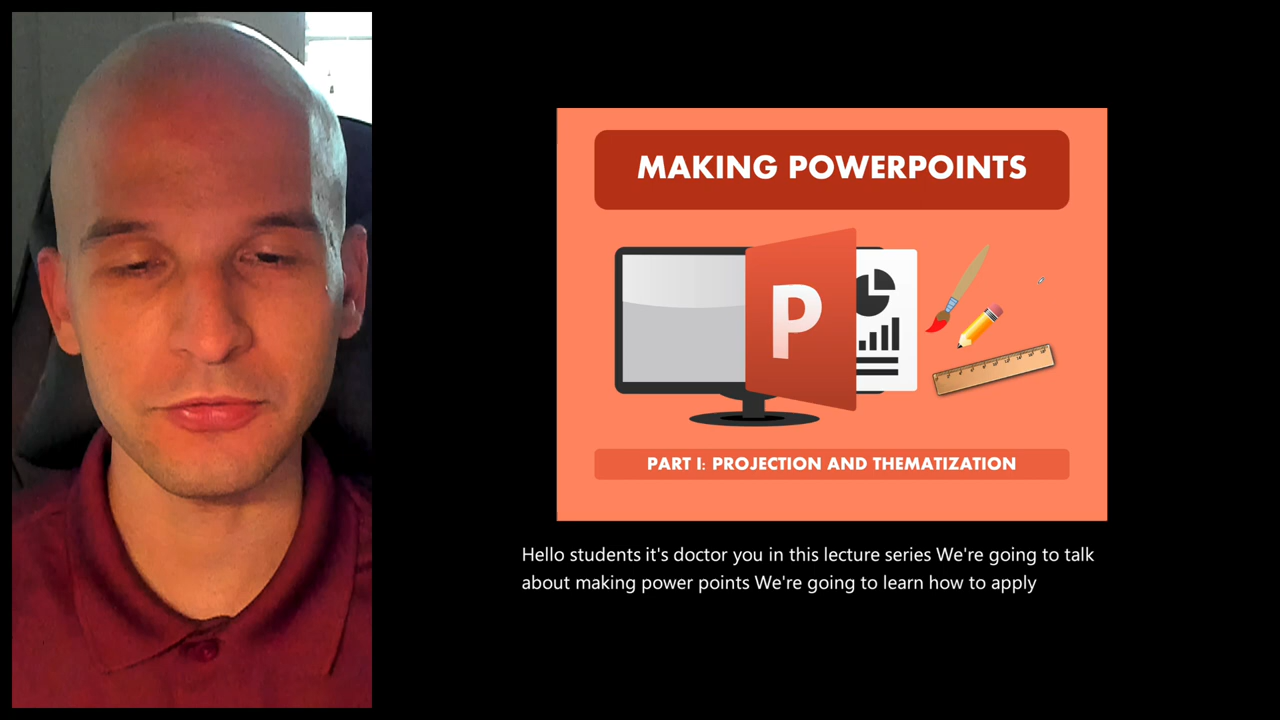 MAKING POWERPOINTS
P
PART I: PROJECTION AND THEMATIZATION
Hello students it's doctor you in this lecture series We're going to talk
about making power points We're going to learn how to apply